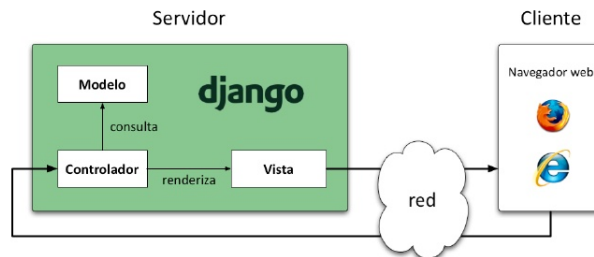 Servidor
Cliente
Modelo
django
Navegador web
consulta
Controlador
renderiza
Vista
red